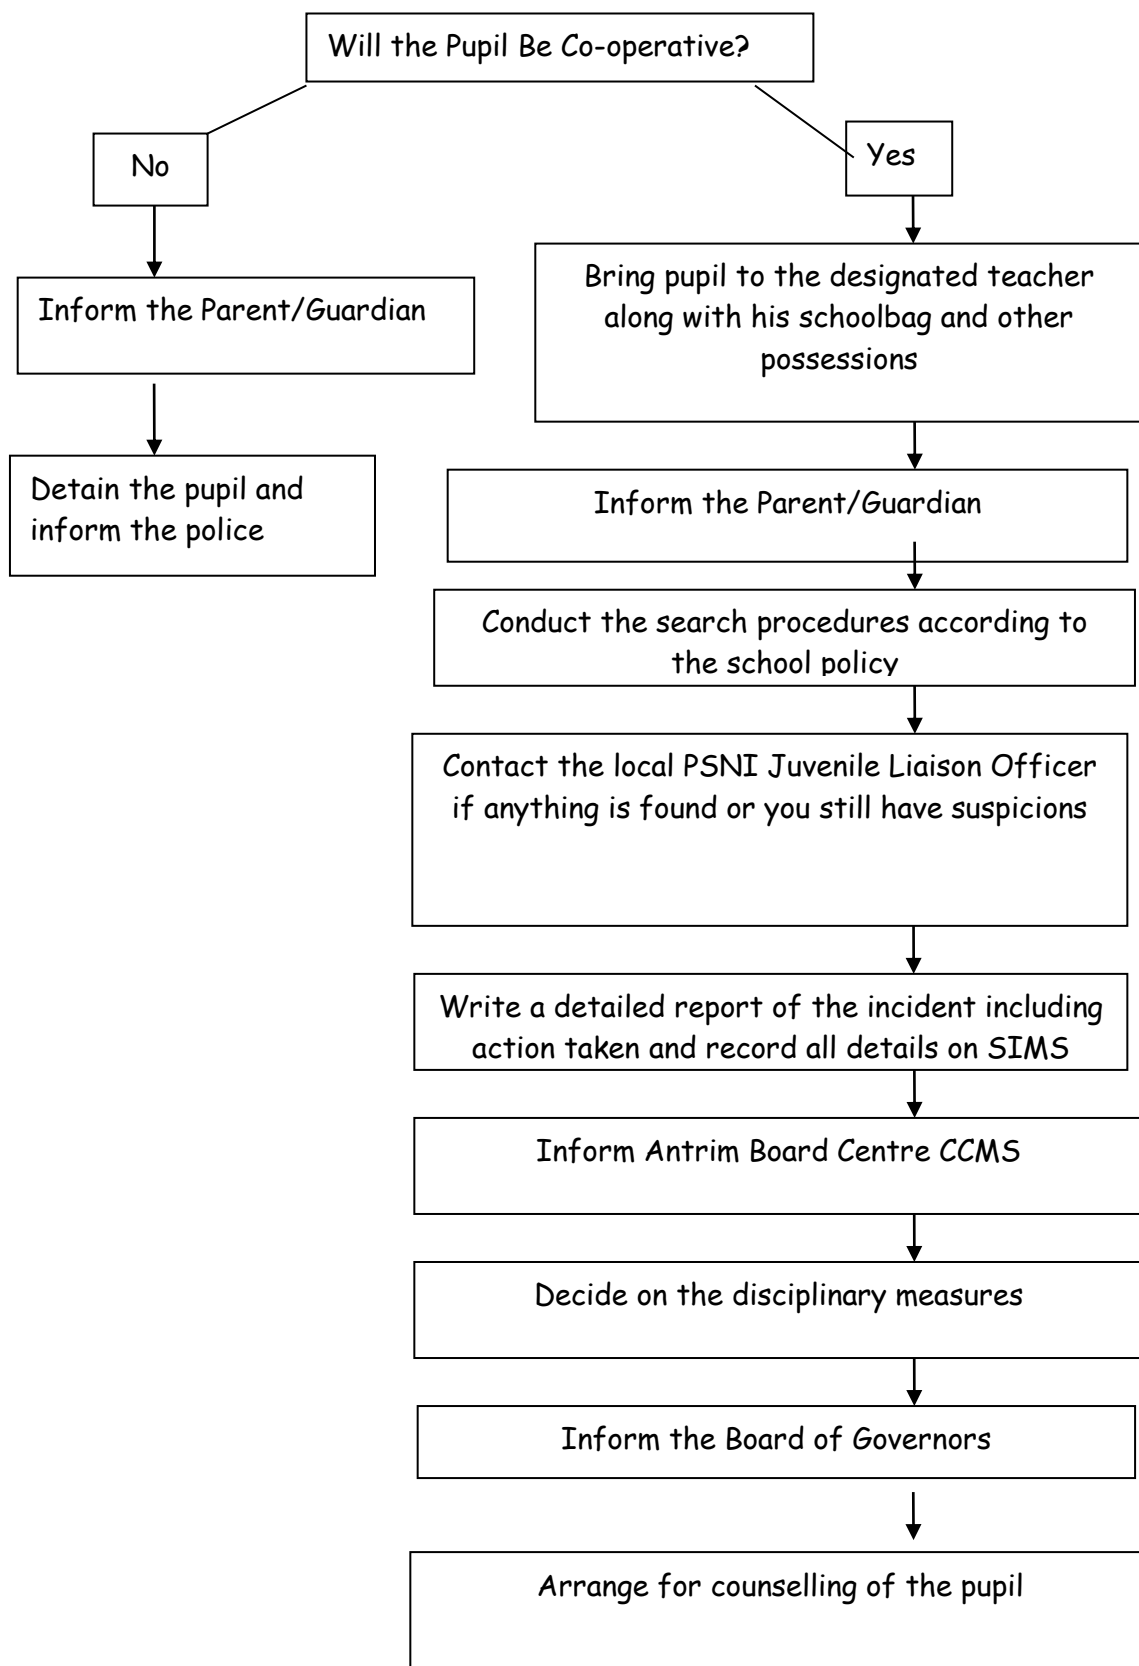 Will the Pupil Be Co-operative?
No
Yes
Inform the Parent/Guardian
Detain the pupil and
inform the police
Bring pupil to the designated teacher
along with his schoolbag and other
possessions
Inform the Parent/Guardian
Conduct the search procedures according to
the school policy
Contact the local PSNI Juvenile Liaison Officer
if anything is found or you still have suspicions
Write a detailed report of the incident including
action taken and record all details on SIMS
Inform Antrim Board Centre CCMS
Decide on the disciplinary measures
Inform the Board of Governors
Arrange for counselling of the pupil